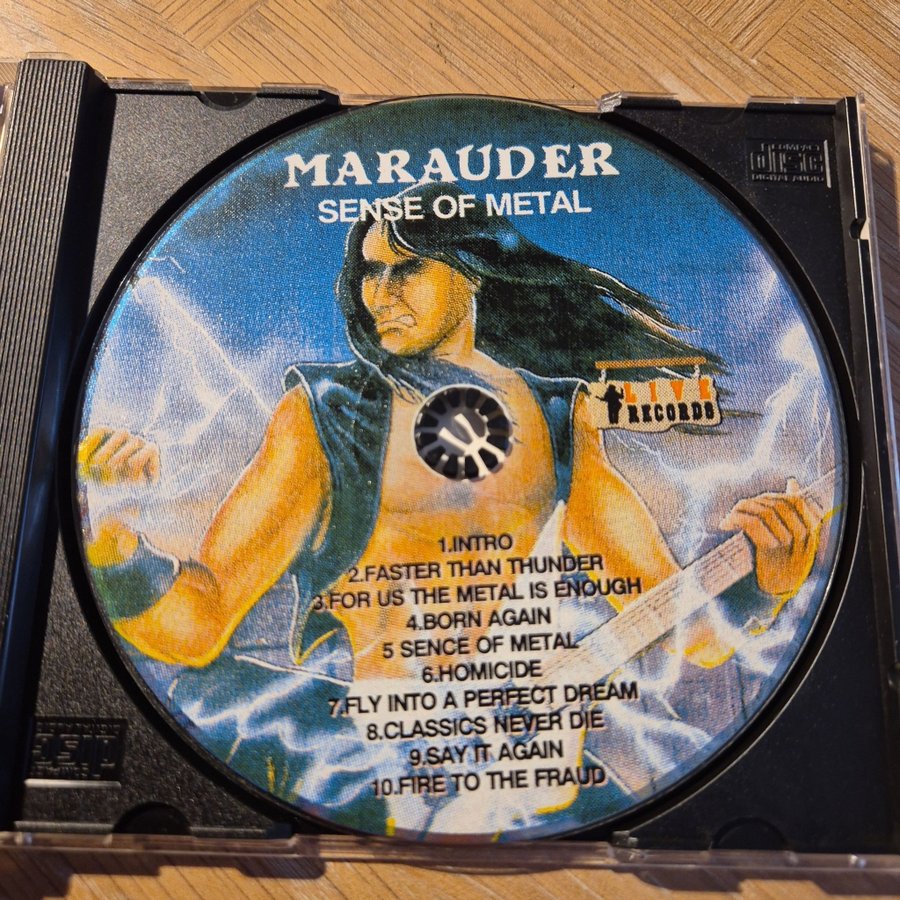 MARAUDER
SENSE OF METAL
COMPACT
disc
DIGITAL AUDIO
LIVE
RECORDS
1.INTRO
2.FASTER THAN THUNDER
3.FOR US THE METAL IS ENOUGH
4.BORN AGAIN
5 SENCE OF METAL
6.HOMICIDE
7.FLY INTO A PERFECT DREAM
8.CLASSICS NEVER DIE
9.SAY IT AGAIN
10.FIRE TO THE FRAUD